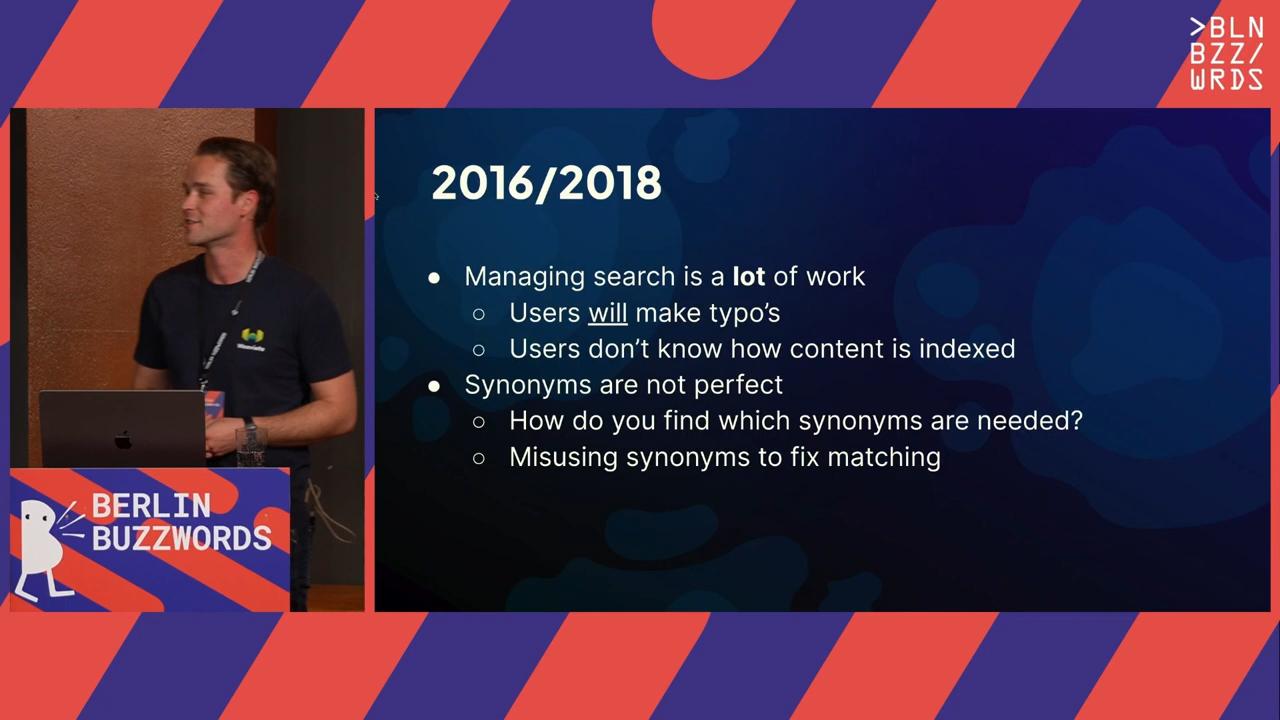 >BLN
BZZ/
WRDS
2016/2018
● Managing search is a lot of work
○ Users will make typo’s
○ Users don’t know how content is indexed
● Synonyms are not perfect
○ How do you find which synonyms are needed?
○ Misusing synonyms to fix matching
BERLIN
BUZZWORDS